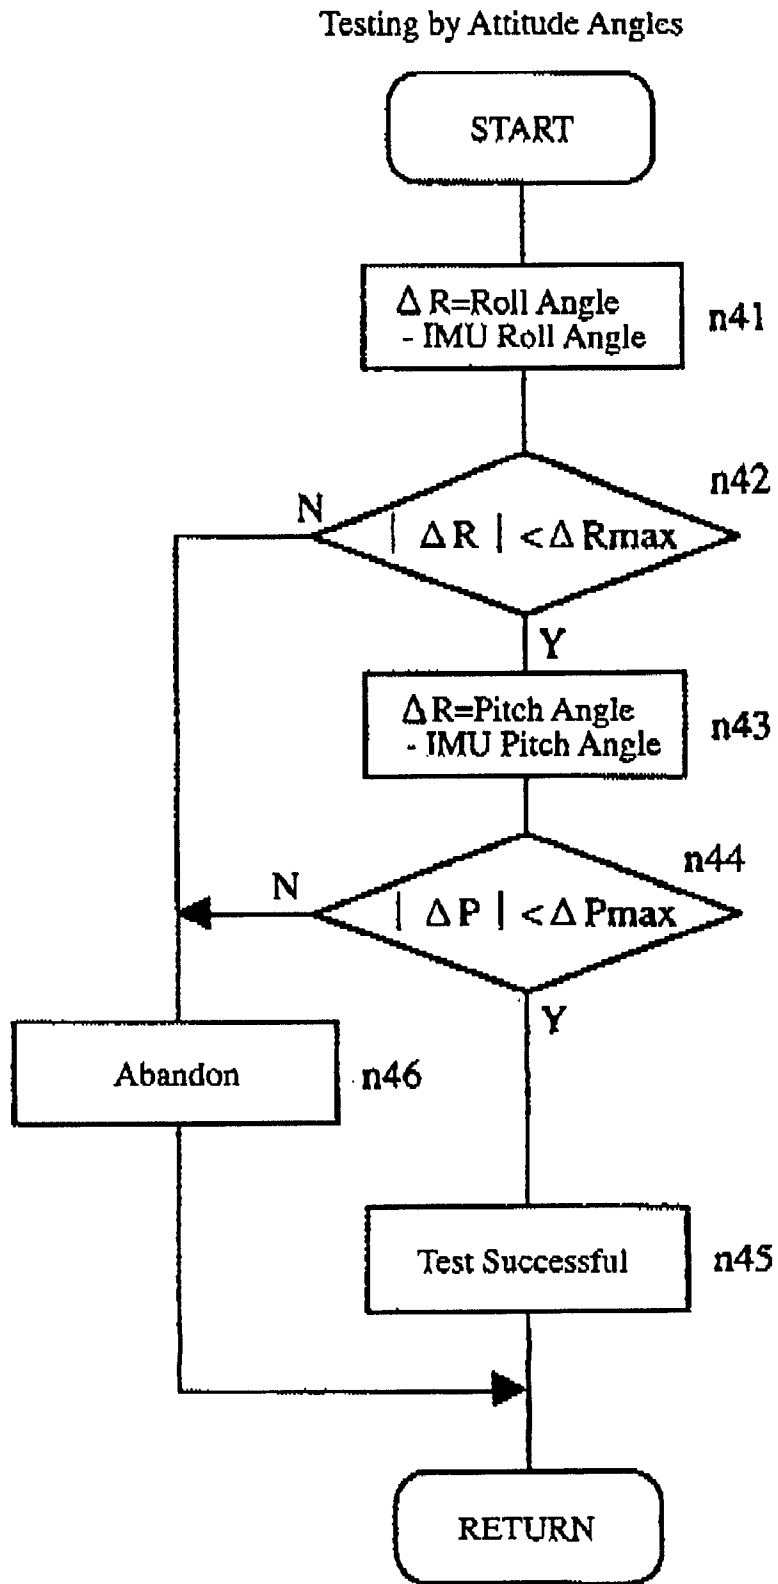 Testing by Attitude Angles
START
Δ R=Roll Angle
- IMU Roll Angle
n41
n42
N
| Δ R | < Δ Rmax
Y
Δ R=Pitch Angle
- IMU Pitch Angle
n43
n44
N
| Δ P | < Δ Pmax
Y
Abandon
n46
Test Successful
n45
RETURN